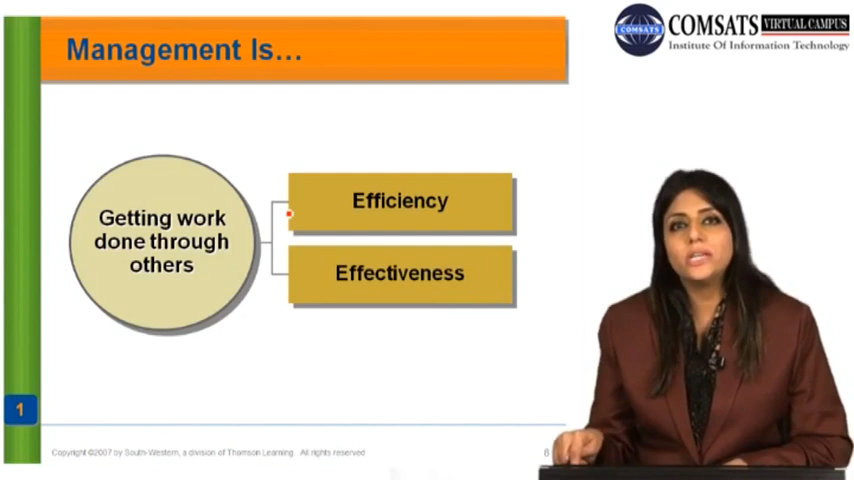 Management Is...
COMSATS
COMSATS VIRTUAL CAMPUS
Institute Of Information Technology
Getting work
done through
others
Efficiency
Effectiveness
1
Copyright ©2007 by South-Western, a division of Thomson Learning. All rights reserved
8